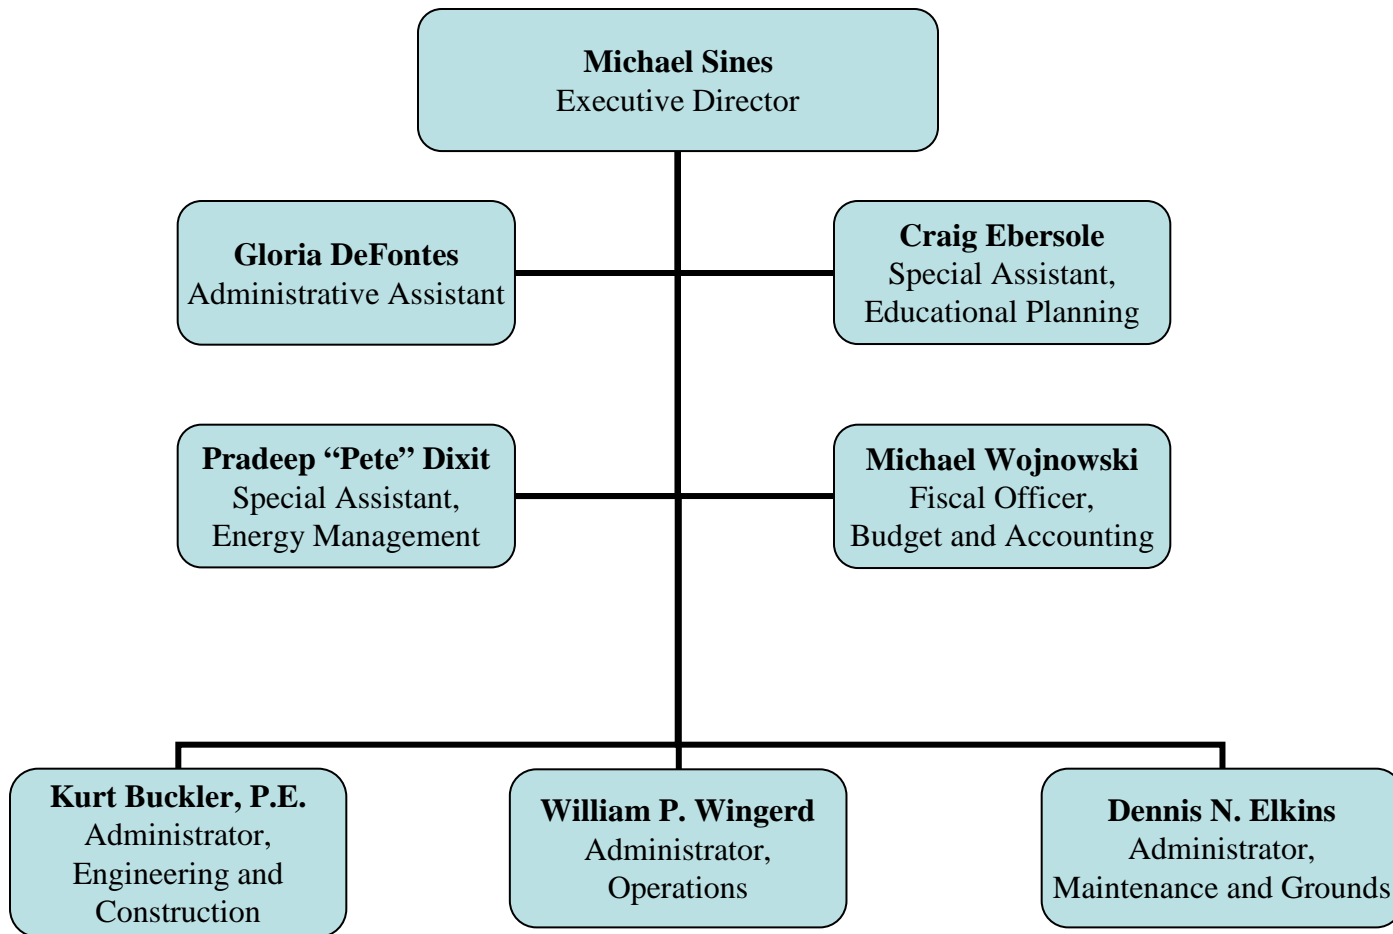 Michael Sines
Executive Director
Gloria DeFontes
Administrative Assistant
Craig Ebersole
Special Assistant,
Educational Planning
Pradeep “Pete” Dixit
Special Assistant,
Energy Management
Michael Wojnowski
Fiscal Officer,
Budget and Accounting
Kurt Buckler, P.E.
Administrator,
Engineering and
Construction
William P. Wingerd
Administrator,
Operations
Dennis N. Elkins
Administrator,
Maintenance and Grounds